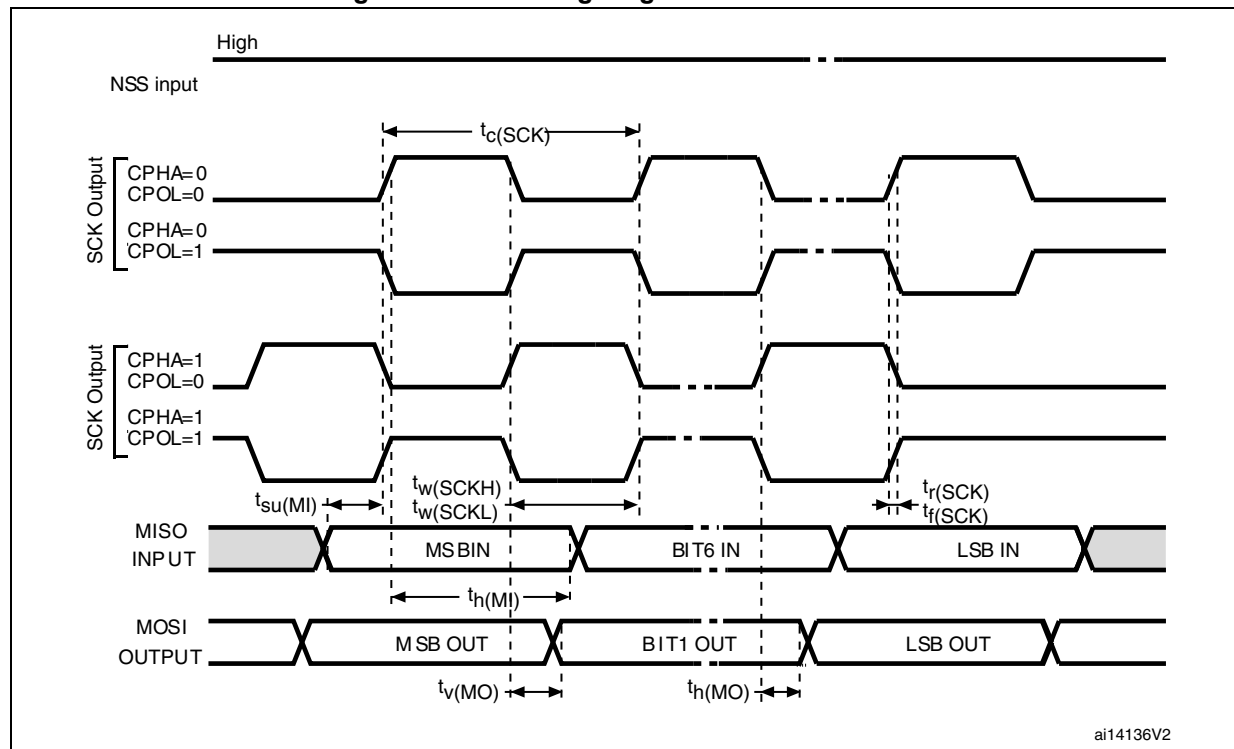 High
NSS input
tc(SCK)
SCK Output
CPHA=0
CPOL=0
CPHA=0
CPOL=1
SCK Output
CPHA=1
CPOL=0
CPHA=1
CPOL=1
tsu(MI)
tw(SCKH)
tw(SCKL)
tr(SCK)
tf(SCK)
MISO
INPUT
MSBIN
BIT6 IN
LSB IN
th(MI)
MOSI
OUTPUT
MSB OUT
BIT1 OUT
LSB OUT
tv(MO)
th(MO)
ai14136V2